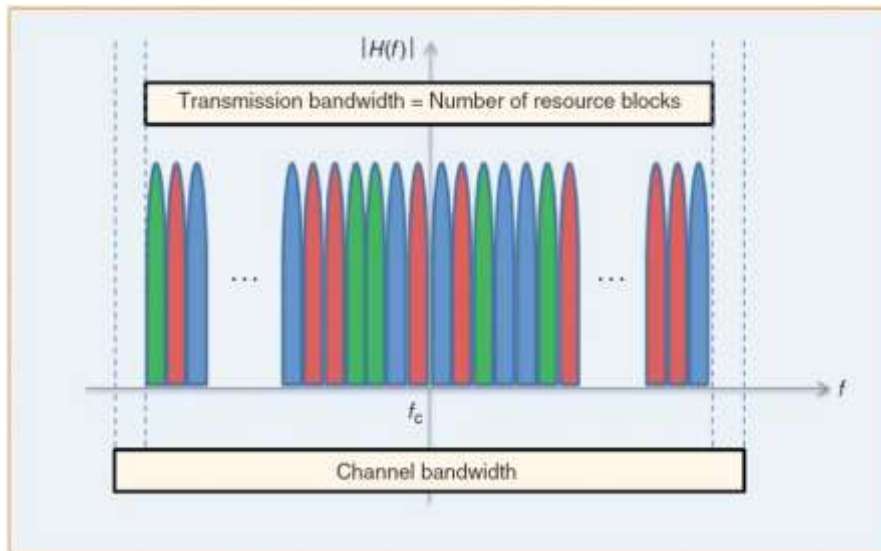 |H(f)|
Transmission bandwidth = Number of resource blocks
... ...
f
f_c
Channel bandwidth